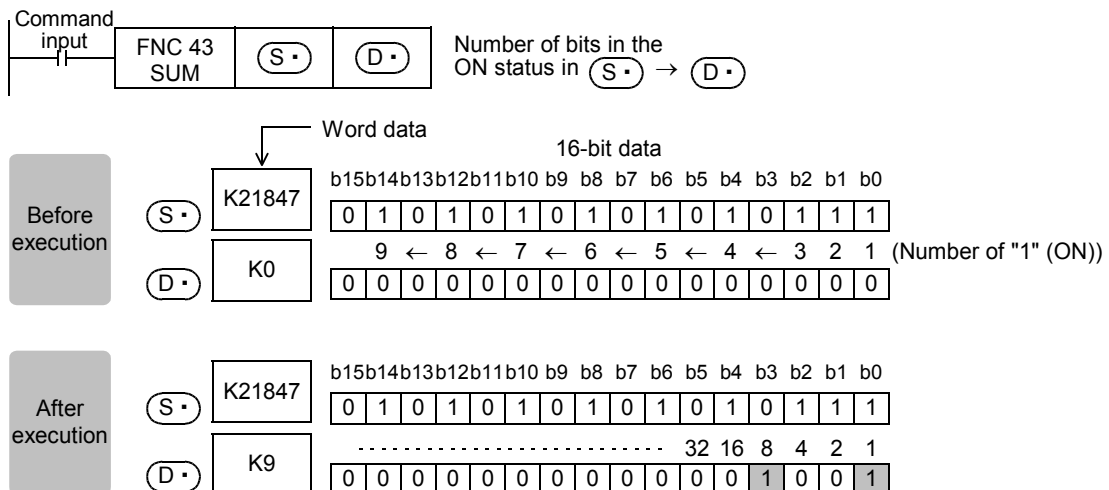 Command
input
FNC 43
SUM
S・
D・
Number of bits in the
ON status in S・ → D・
Word data
16-bit data
b15b14b13b12b11b10 b9 b8 b7 b6 b5 b4 b3 b2 b1 b0
Before
execution
S・
K21847
0 1 0 1 0 1 0 1 0 1 0 1 0 1 1 1
9 ← 8 ← 7 ← 6 ← 5 ← 4 ← 3 2 1 (Number of "1" (ON))
D・
K0
0 0 0 0 0 0 0 0 0 0 0 0 0 0 0 0
b15b14b13b12b11b10 b9 b8 b7 b6 b5 b4 b3 b2 b1 b0
After
execution
S・
K21847
0 1 0 1 0 1 0 1 0 1 0 1 0 1 1 1
32 16 8 4 2 1
D・
K9
0 0 0 0 0 0 0 0 0 0 0 0 1 0 0 1